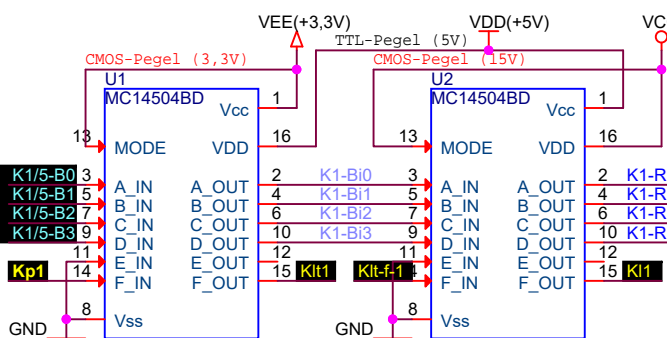 VEE(+3,3V) VDD(+5V) VC
TTL-Pegel (5V)
CMOS-Pegel (3,3V) CMOS-Pegel (15V)
U1 U2
MC14504BD MC14504BD
Vcc 1 Vcc 1
13 MODE VDD 16 13 MODE VDD 16
K1/5-B0 3 A_IN A_OUT 2 K1-Bi0 3 A_IN A_OUT 2 K1-R
K1/5-B1 5 B_IN B_OUT 4 K1-Bi1 5 B_IN B_OUT 4 K1-R
K1/5-B2 7 C_IN C_OUT 6 K1-Bi2 7 C_IN C_OUT 6 K1-R
K1/5-B3 9 D_IN D_OUT 10 K1-Bi3 9 D_IN D_OUT 10 K1-R
11 E_IN E_OUT 12 11 E_IN E_OUT 12
Kp1 14 F_IN F_OUT 15 Klt1 Klt-f-1 14 F_IN F_OUT 15 Kl1
8 Vss 8 Vss
GND GND